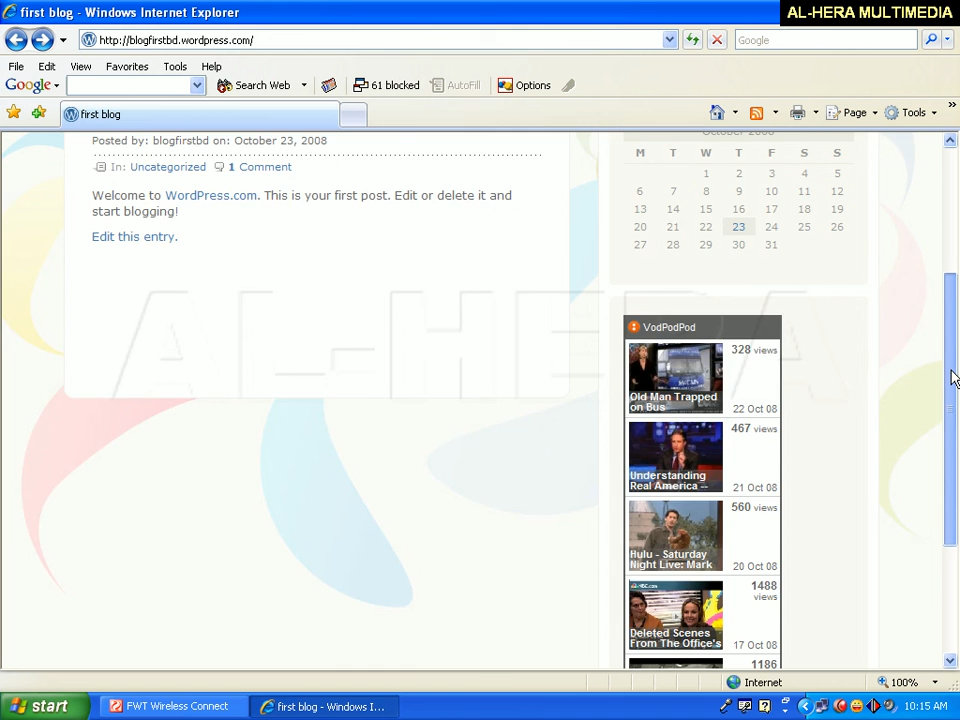 first blog - Windows Internet Explorer
AL-HERA MULTIMEDIA
http://blogfirstbd.wordpress.com/
Google
File Edit View Favorites Tools Help
Google
Search Web
61 blocked
AutoFill
Options
first blog
Page
Tools
Posted by: blogfirstbd on: October 23, 2008
In: Uncategorized 1 Comment
Welcome to WordPress.com. This is your first post. Edit or delete it and
start blogging!
Edit this entry.
October 2008
M T W T F S S
1 2 3 4 5
6 7 8 9 10 11 12
13 14 15 16 17 18 19
20 21 22 23 24 25 26
27 28 29 30 31
AL-HERA
VodPodPod
328 views
Old Man Trapped
on Bus
22 Oct 08
467 views
Understanding
Real America --
21 Oct 08
560 views
Hulu - Saturday
Night Live: Mark
20 Oct 08
1488
views
Deleted Scenes
From The Office's
17 Oct 08
1186
Internet
100%
start
FWT Wireless Connect
first blog - Windows I...
10:15 AM